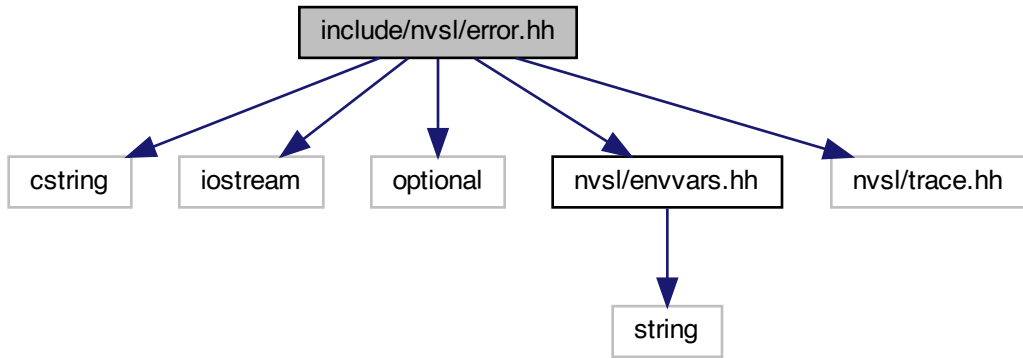 include/nvsl/error.hh
cstring
iostream
optional
nvsl/envvars.hh
nvsl/trace.hh
string